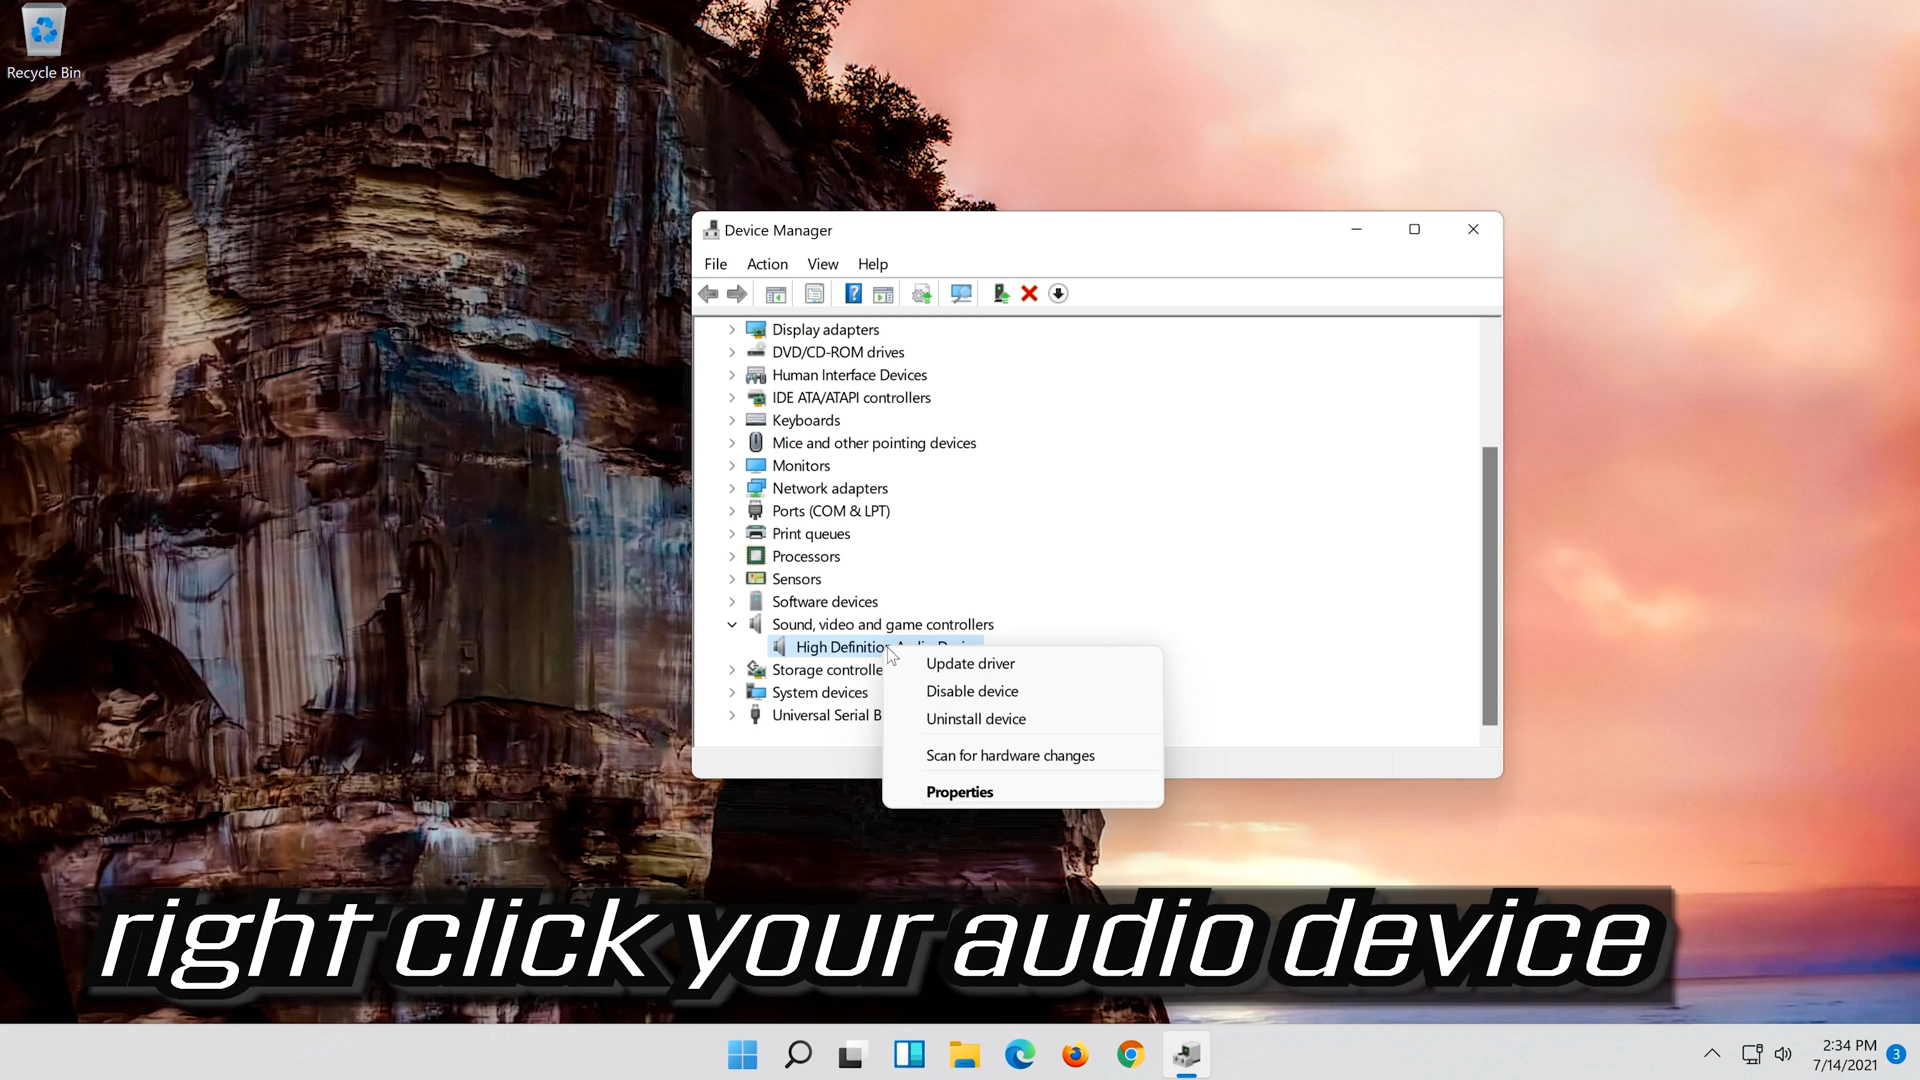 Recycle Bin
Device Manager
File Action View Help
Display adapters
DVD/CD-ROM drives
Human Interface Devices
IDE ATA/ATAPI controllers
Keyboards
Mice and other pointing devices
Monitors
Network adapters
Ports (COM & LPT)
Print queues
Processors
Sensors
Software devices
Sound, video and game controllers
High Definition
Storage controlle
System devices
Universal Serial B
Update driver
Disable device
Uninstall device
Scan for hardware changes
Properties
right click your audio device
2:34 PM
7/14/2021
3